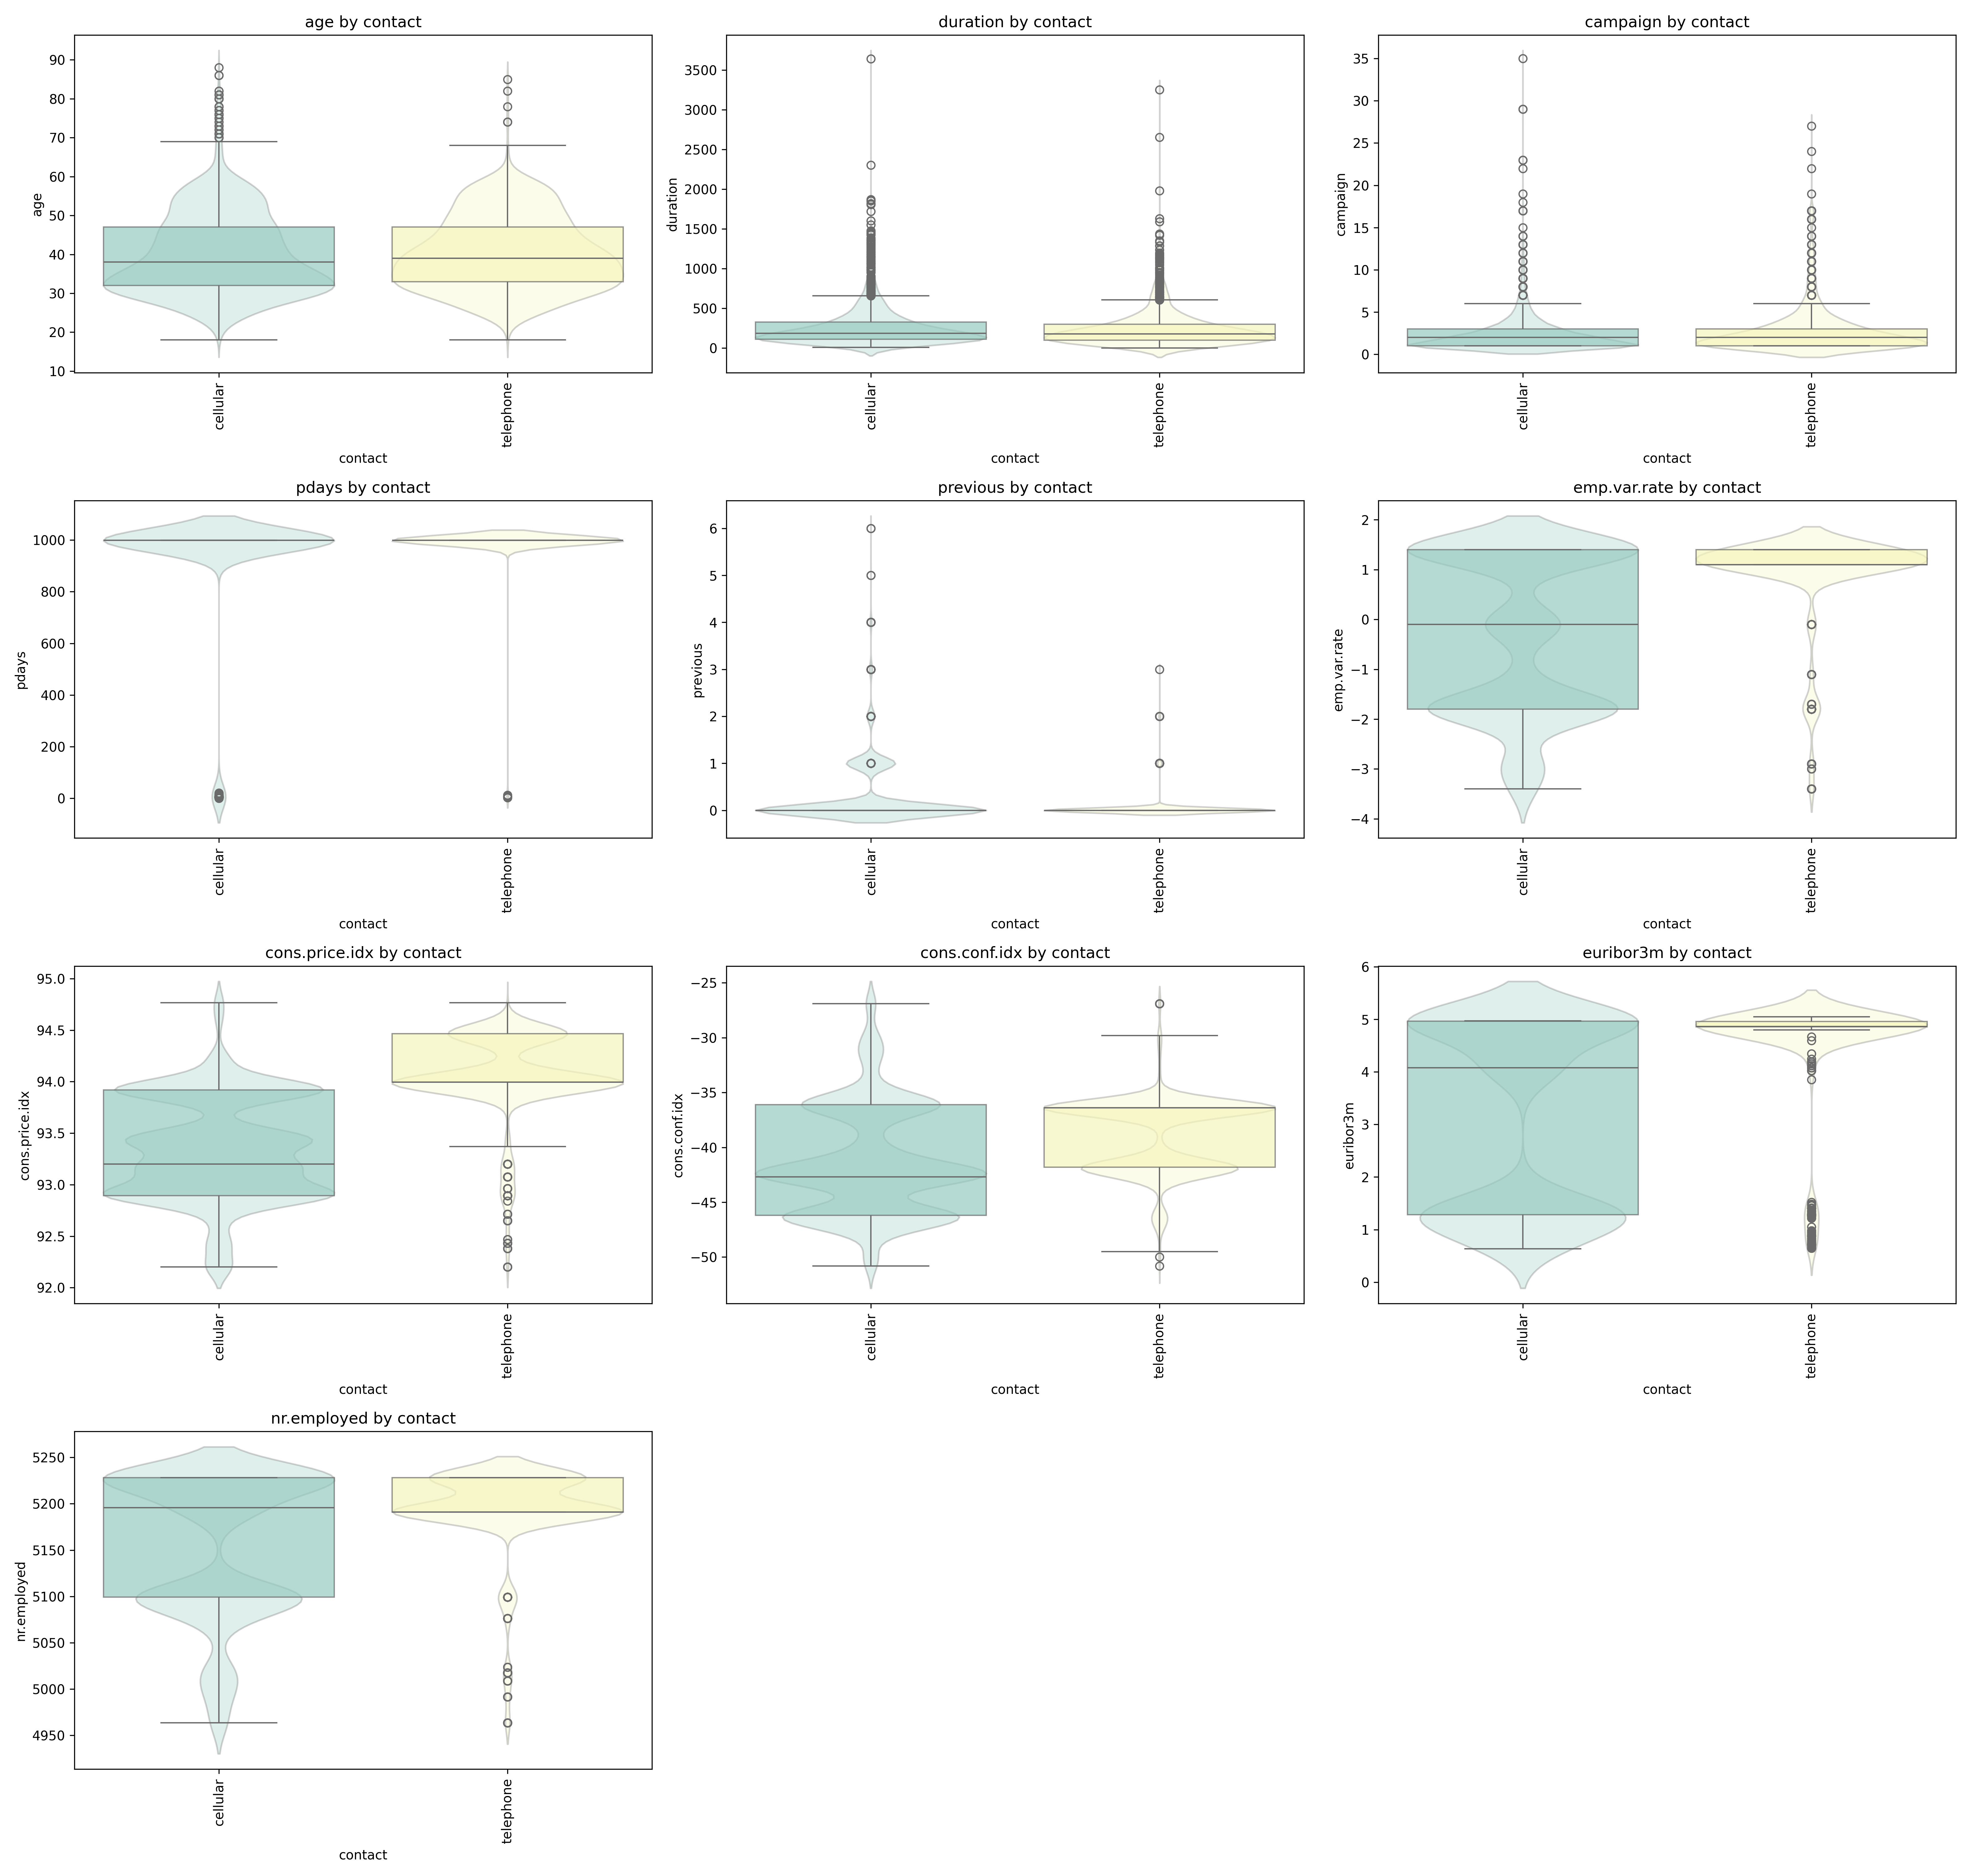 age by contact
age
90
80
70
60
50
40
30
20
10
cellular
telephone
contact
duration by contact
duration
3500
3000
2500
2000
1500
1000
500
0
cellular
telephone
contact
campaign by contact
campaign
35
30
25
20
15
10
5
0
cellular
telephone
contact
pdays by contact
pdays
1000
800
600
400
200
0
cellular
telephone
contact
previous by contact
previous
6
5
4
3
2
1
0
cellular
telephone
contact
emp.var.rate by contact
emp.var.rate
2
1
0
−1
−2
−3
−4
cellular
telephone
contact
cons.price.idx by contact
cons.price.idx
95.0
94.5
94.0
93.5
93.0
92.5
92.0
cellular
telephone
contact
cons.conf.idx by contact
cons.conf.idx
−25
−30
−35
−40
−45
−50
cellular
telephone
contact
euribor3m by contact
euribor3m
6
5
4
3
2
1
0
cellular
telephone
contact
nr.employed by contact
nr.employed
5250
5200
5150
5100
5050
5000
4950
cellular
telephone
contact